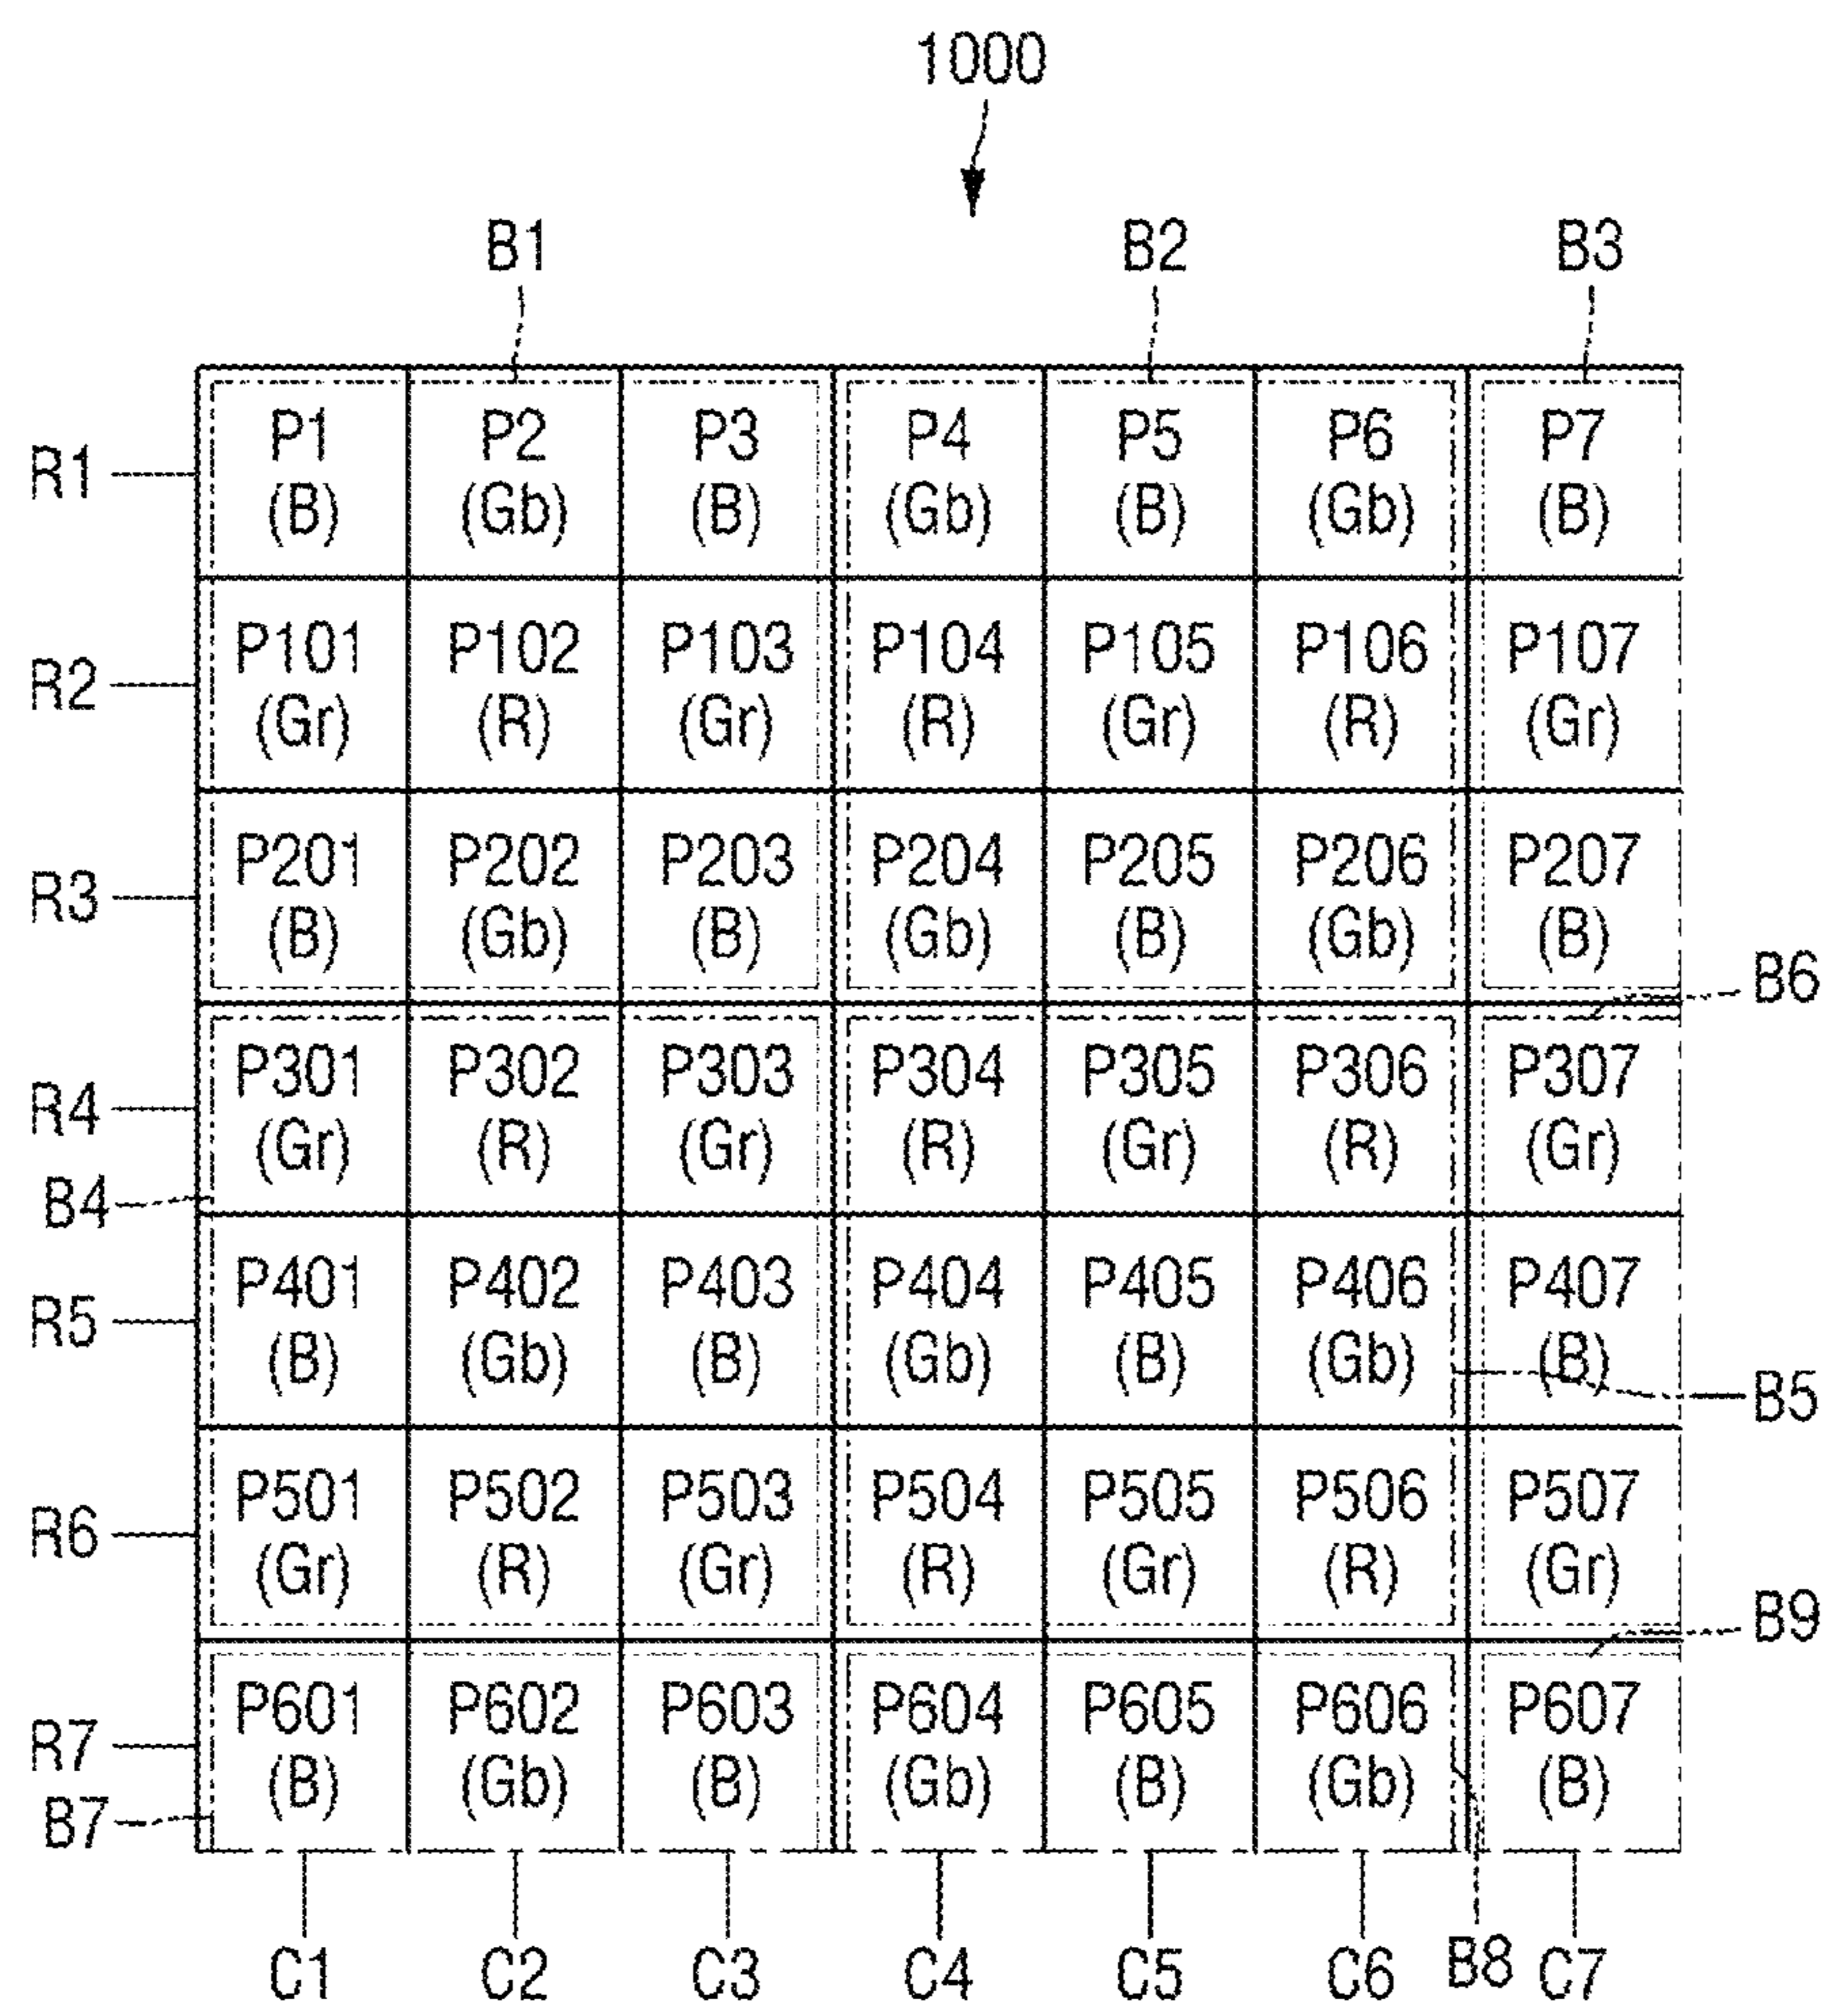 1000
B1 B2 B3
R1 P1 P2 P3 P4 P5 P6 P7
(B) (Gb) (B) (Gb) (B) (Gb) (B)
R2 P101 P102 P103 P104 P105 P106 P107
(Gr) (R) (Gr) (R) (Gr) (R) (Gr)
R3 P201 P202 P203 P204 P205 P206 P207
(B) (Gb) (B) (Gb) (B) (Gb) (B)
B6
R4 P301 P302 P303 P304 P305 P306 P307
(Gr) (R) (Gr) (R) (Gr) (R) (Gr)
B4
R5 P401 P402 P403 P404 P405 P406 P407
(B) (Gb) (B) (Gb) (B) (Gb) (B)
B5
R6 P501 P502 P503 P504 P505 P506 P507
(Gr) (R) (Gr) (R) (Gr) (R) (Gr)
B9
R7 P601 P602 P603 P604 P605 P606 P607
(B) (Gb) (B) (Gb) (B) (Gb) (B)
B7
C1 C2 C3 C4 C5 C6 B8 C7